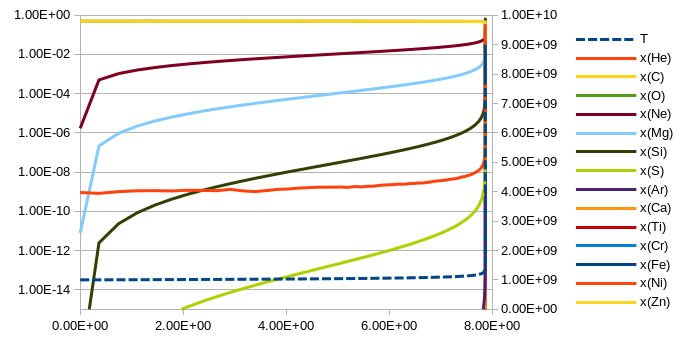 1.00E+00
1.00E-02
1.00E-04
1.00E-06
1.00E-08
1.00E-10
1.00E-12
1.00E-14
1.00E+10
9.00E+09
8.00E+09
7.00E+09
6.00E+09
5.00E+09
4.00E+09
3.00E+09
2.00E+09
1.00E+09
0.00E+00
0.00E+00 2.00E+00 4.00E+00 6.00E+00 8.00E+00
T
x(He)
x(C)
x(O)
x(Ne)
x(Mg)
x(Si)
x(S)
x(Ar)
x(Ca)
x(Ti)
x(Cr)
x(Fe)
x(Ni)
x(Zn)